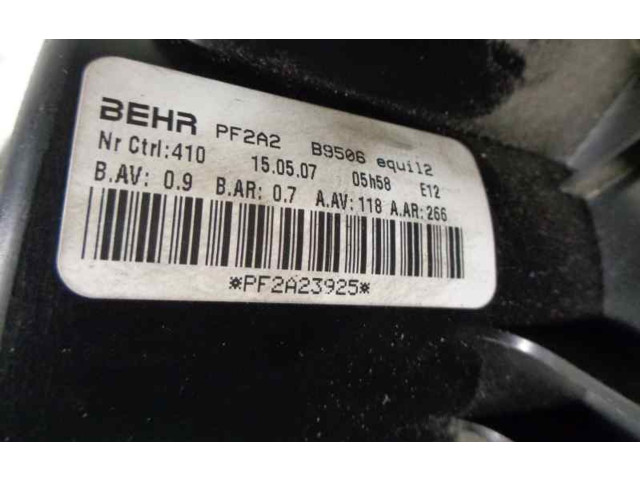 BEHR PF2A2 B9506 equil2
Nr Ctrl:410 15.05.07 05h58 E12
B.AV: 0.9 B.AR: 0.7 A.AV:118 A.AR:266
*PF2A23925*